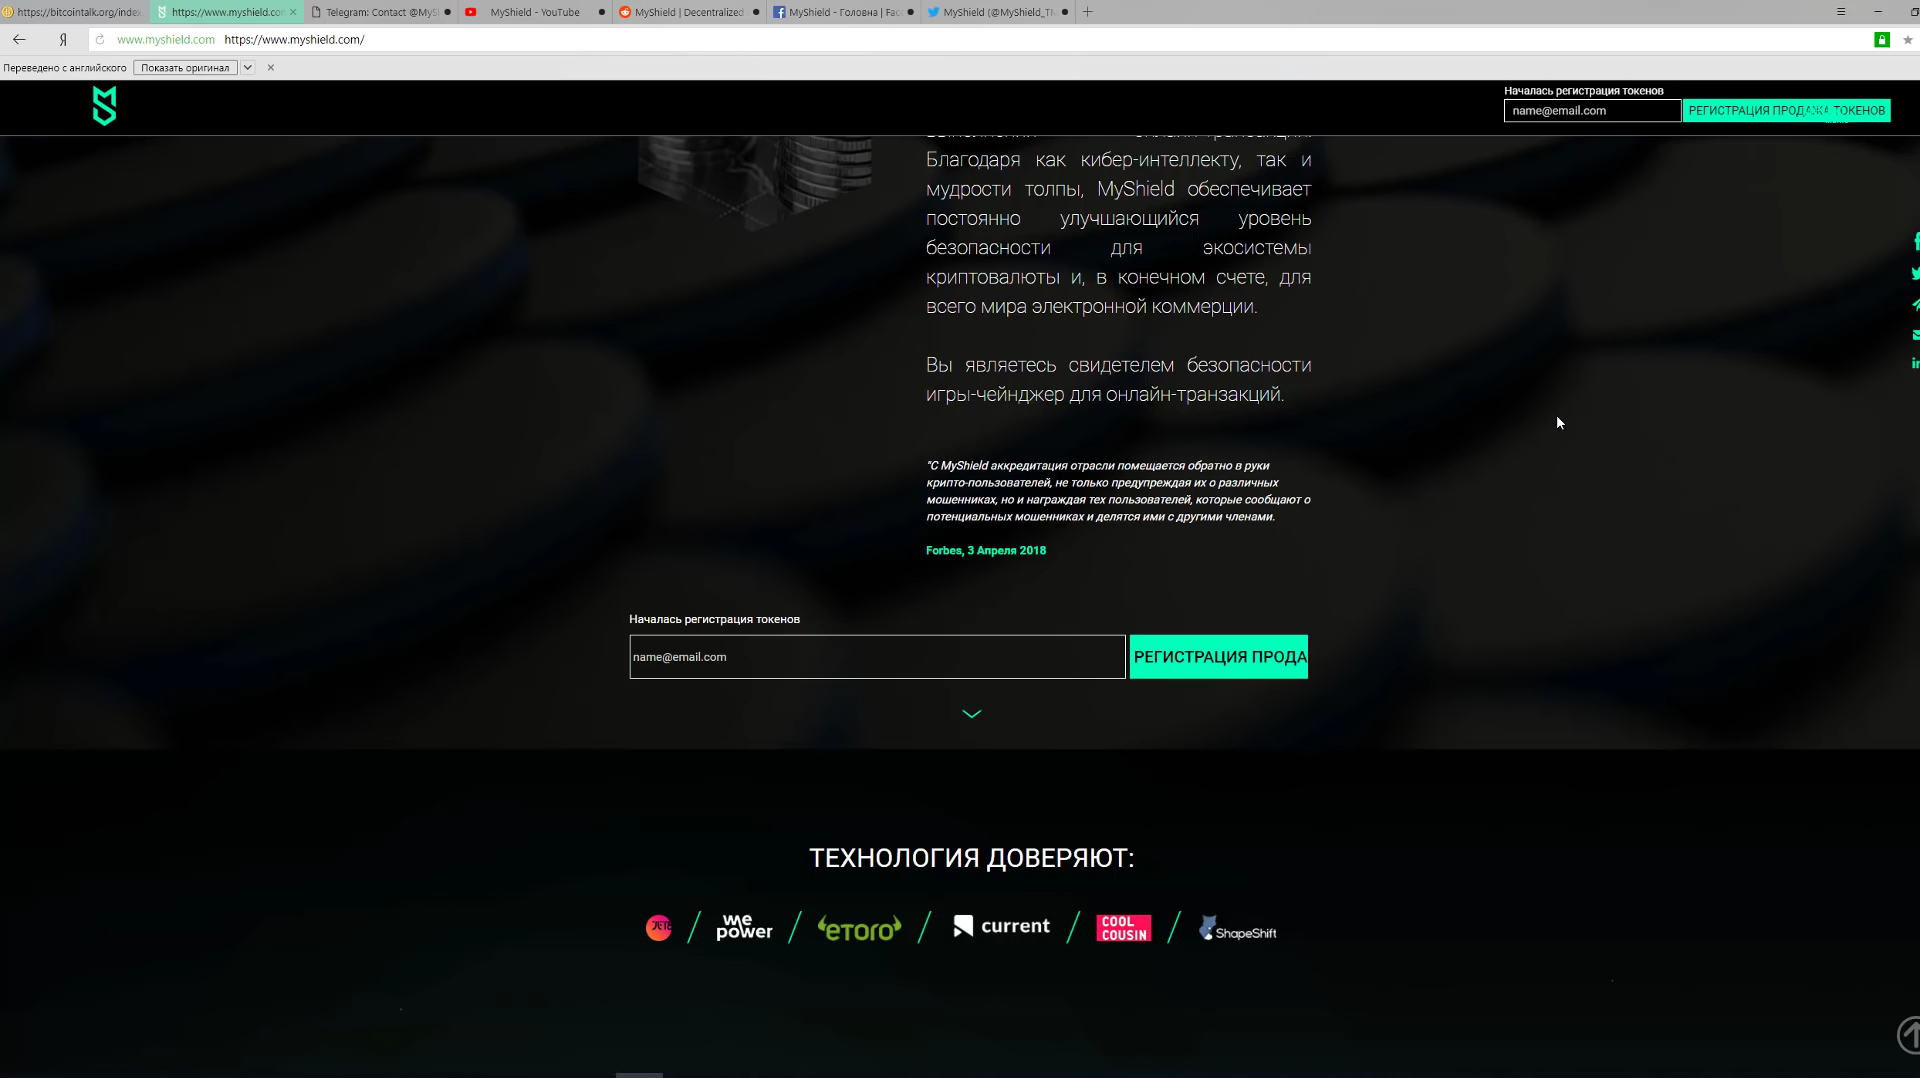 https://bitcointalk.org/index
https://www.myshield.co
Telegram: Contact @MyS
MyShield - YouTube
MyShield | Decentralized
MyShield - Головна | Fac
MyShield (@MyShield_TM
Я
www.myshield.com https://www.myshield.com/
Переведено с английского
Показать оригинал
Началась регистрация токенов
name@email.com
РЕГИСТРАЦИЯ ПРОДАЖА ТОКЕНОВ
Благодаря как кибер-интеллекту, так и
мудрости толпы, MyShield обеспечивает
постоянно улучшающийся уровень
безопасности для экосистемы
криптовалюты и, в конечном счете, для
всего мира электронной коммерции.
Вы являетесь свидетелем безопасности
игры-чейнджер для онлайн-транзакций.
"С MyShield аккредитация отрасли помещается обратно в руки
крипто-пользователей, не только предупреждая их о различных
мошенниках, но и награждая тех пользователей, которые сообщают о
потенциальных мошенниках и делятся ими с другими членами.
Forbes, 3 Апреля 2018
Началась регистрация токенов
name@email.com
РЕГИСТРАЦИЯ ПРОДА
ТЕХНОЛОГИЯ ДОВЕРЯЮТ:
we
power
eToro
current
COOL
COUSIN
ShapeShift